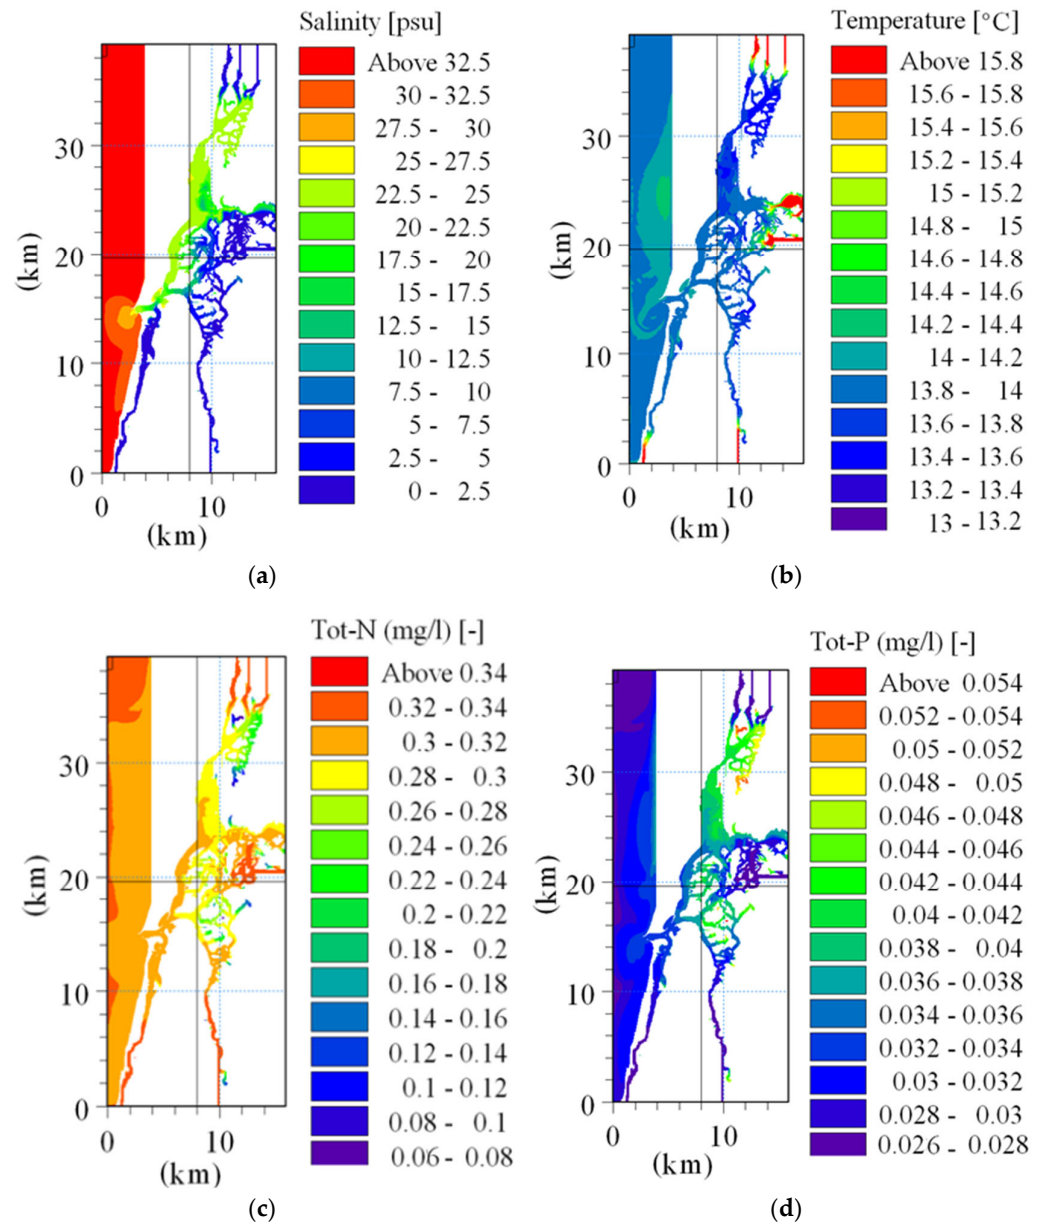 Salinity [psu]
Above 32.5
30 - 32.5
27.5 - 30
25 - 27.5
22.5 - 25
20 - 22.5
17.5 - 20
15 - 17.5
12.5 - 15
10 - 12.5
7.5 - 10
5 - 7.5
2.5 - 5
0 - 2.5
30
20
10
0
(km)
0 10
(km)
(a)
Temperature [°C]
Above 15.8
15.6 - 15.8
15.4 - 15.6
15.2 - 15.4
15 - 15.2
14.8 - 15
14.6 - 14.8
14.4 - 14.6
14.2 - 14.4
14 - 14.2
13.8 - 14
13.6 - 13.8
13.4 - 13.6
13.2 - 13.4
13 - 13.2
30
20
10
0
(km)
0 10
(km)
(b)
Tot-N (mg/l) [-]
Above 0.34
0.32 - 0.34
0.3 - 0.32
0.28 - 0.3
0.26 - 0.28
0.24 - 0.26
0.22 - 0.24
0.2 - 0.22
0.18 - 0.2
0.16 - 0.18
0.14 - 0.16
0.12 - 0.14
0.1 - 0.12
0.08 - 0.1
0.06 - 0.08
30
20
10
0
(km)
0 10
(km)
(c)
Tot-P (mg/l) [-]
Above 0.054
0.052 - 0.054
0.05 - 0.052
0.048 - 0.05
0.046 - 0.048
0.044 - 0.046
0.042 - 0.044
0.04 - 0.042
0.038 - 0.04
0.036 - 0.038
0.034 - 0.036
0.032 - 0.034
0.03 - 0.032
0.028 - 0.03
0.026 - 0.028
30
20
10
0
(km)
0 10
(km)
(d)